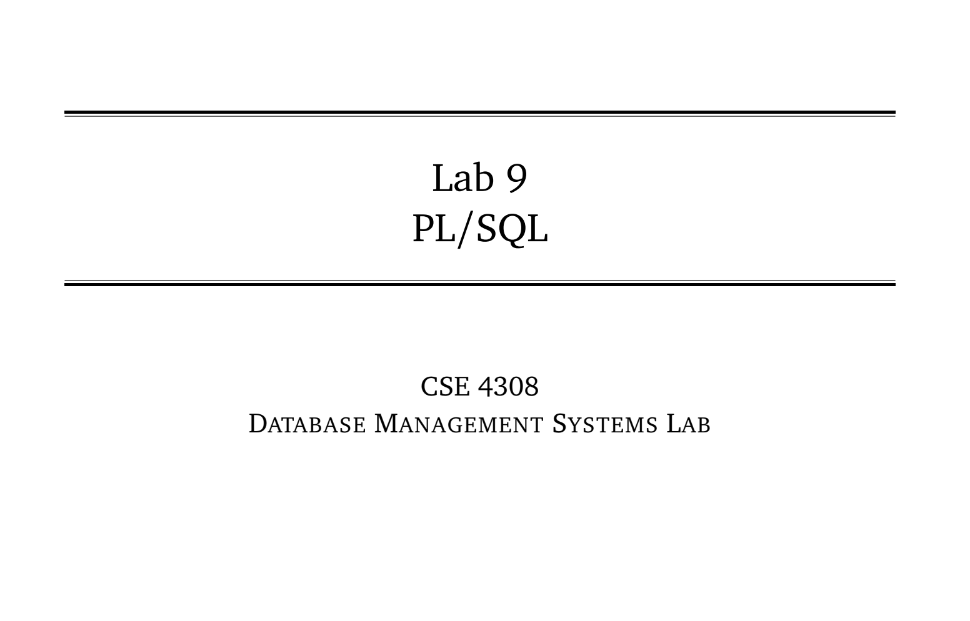 Lab 9
PL/SQL
CSE 4308
DATABASE MANAGEMENT SYSTEMS LAB